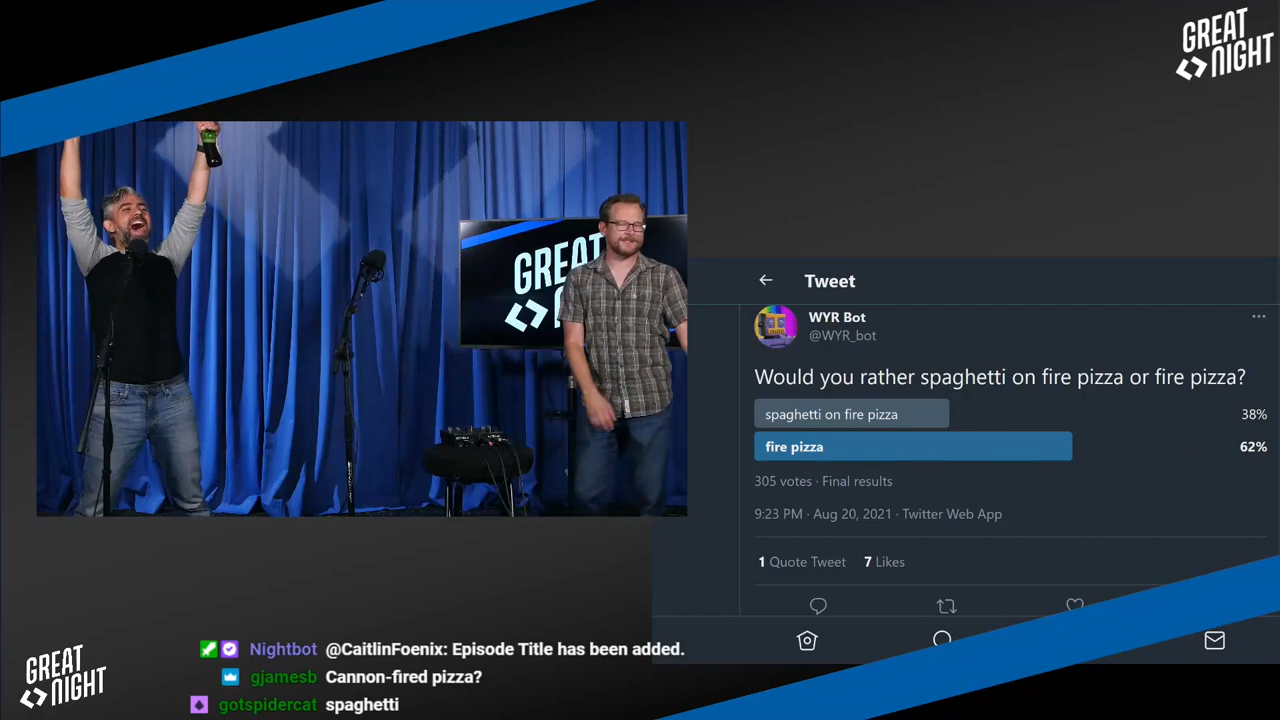 GREAT
NIGHT
GREAT
Tweet
WYR Bot
@WYR_bot
Would you rather spaghetti on fire pizza or fire pizza?
spaghetti on fire pizza 38%
fire pizza 62%
305 votes · Final results
9:23 PM · Aug 20, 2021 · Twitter Web App
1 Quote Tweet 7 Likes
GREAT
NIGHT
Nightbot @CaitlinFoenix: Episode Title has been added.
gjamesb Cannon-fired pizza?
gotspidercat spaghetti